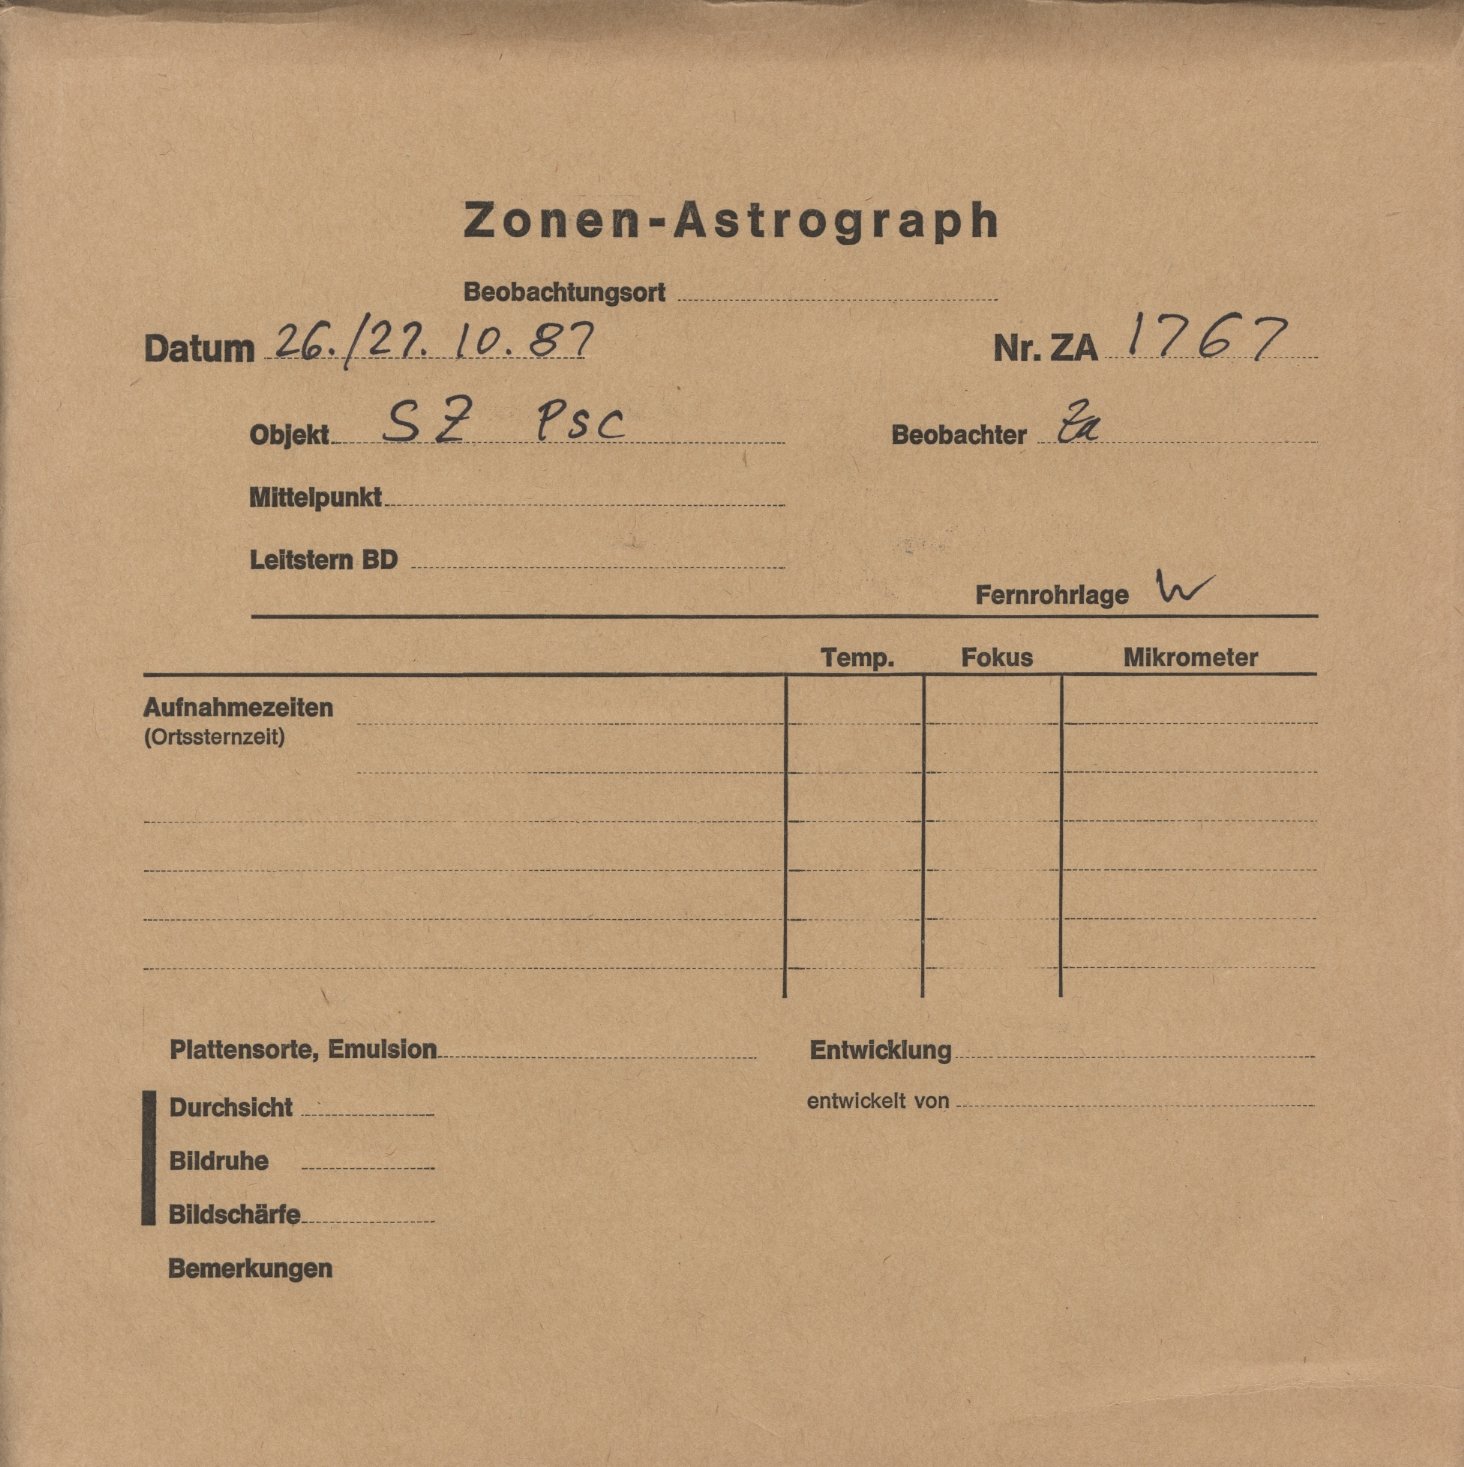 Zonen-Astrograph
Beobachtungsort
Datum 26./27. 10. 87 Nr. ZA 1767
Objekt SZ Psc Beobachter Za
Mittelpunkt
Leitstern BD
Fernrohrlage W
Temp. Fokus Mikrometer
Aufnahmezeiten
(Ortssternzeit)
Plattensorte, Emulsion Entwicklung
Durchsicht entwickelt von
Bildruhe
Bildschärfe
Bemerkungen